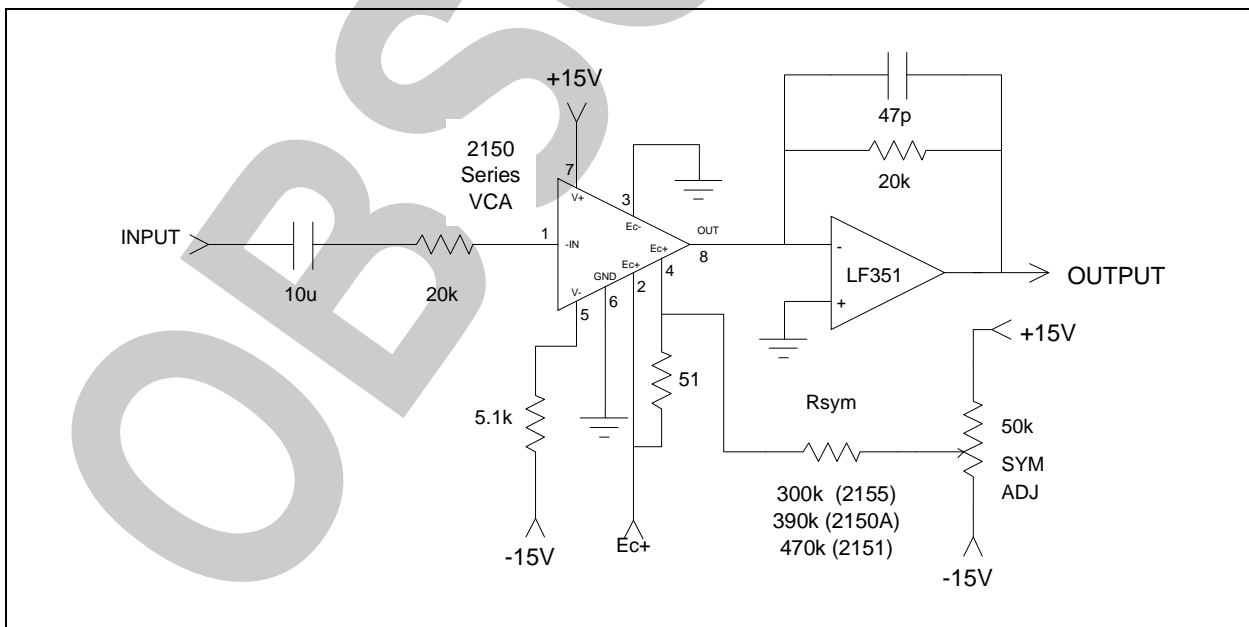 OBSO
+15V
47p
2150
Series
VCA
7
V+
3
Ec-
20k
INPUT
1
-IN
OUT
8
Ec+
4
Ec+
2
GND
6
V-
5
-
LF351
+
OUTPUT
10u
20k
+15V
51
Rsym
5.1k
50k
SYM
ADJ
300k (2155)
390k (2150A)
470k (2151)
-15V
Ec+
-15V